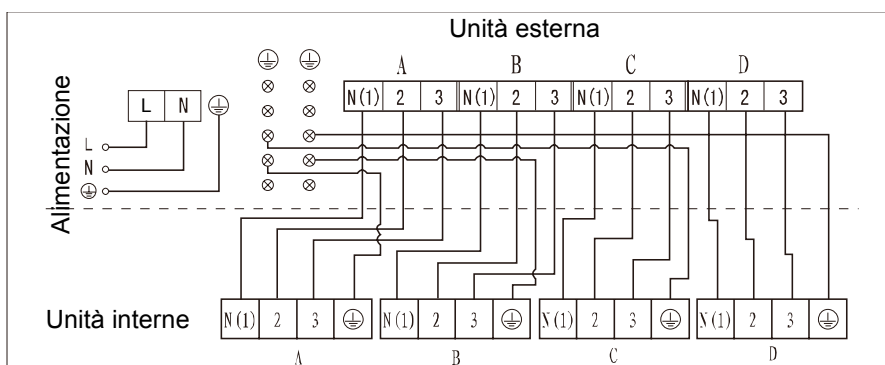 Unità esterna
A B C D
N(1) 2 3 N(1) 2 3 N(1) 2 3 N(1) 2 3
L N
Alimentazione
L
N
Unità interne
N(1) 2 3 N(1) 2 3 N(1) 2 3 N(1) 2 3
A B C D